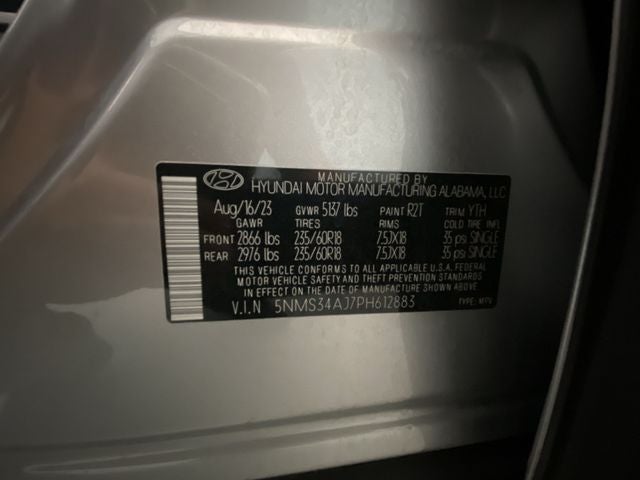 MANUFACTURED BY
HYUNDAI MOTOR MANUFACTURING ALABAMA, LLC
Aug/16/23 GVWR 5137 lbs PAINT R2T TRIM YTH
GAWR TIRES RIMS COLD TIRE INFL
FRONT 2866 lbs 235/60R18 7.5JX18 35 psi SINGLE
REAR 2976 lbs 235/60R18 7.5JX18 35 psi SINGLE
THIS VEHICLE CONFORMS TO ALL APPLICABLE U.S.A. FEDERAL
MOTOR VEHICLE SAFETY AND THEFT PREVENTION STANDARDS
IN EFFECT ON THE DATE OF MANUFACTURE SHOWN ABOVE
V.I.N 5NMS34AJ7PH612883 TYPE: MPV